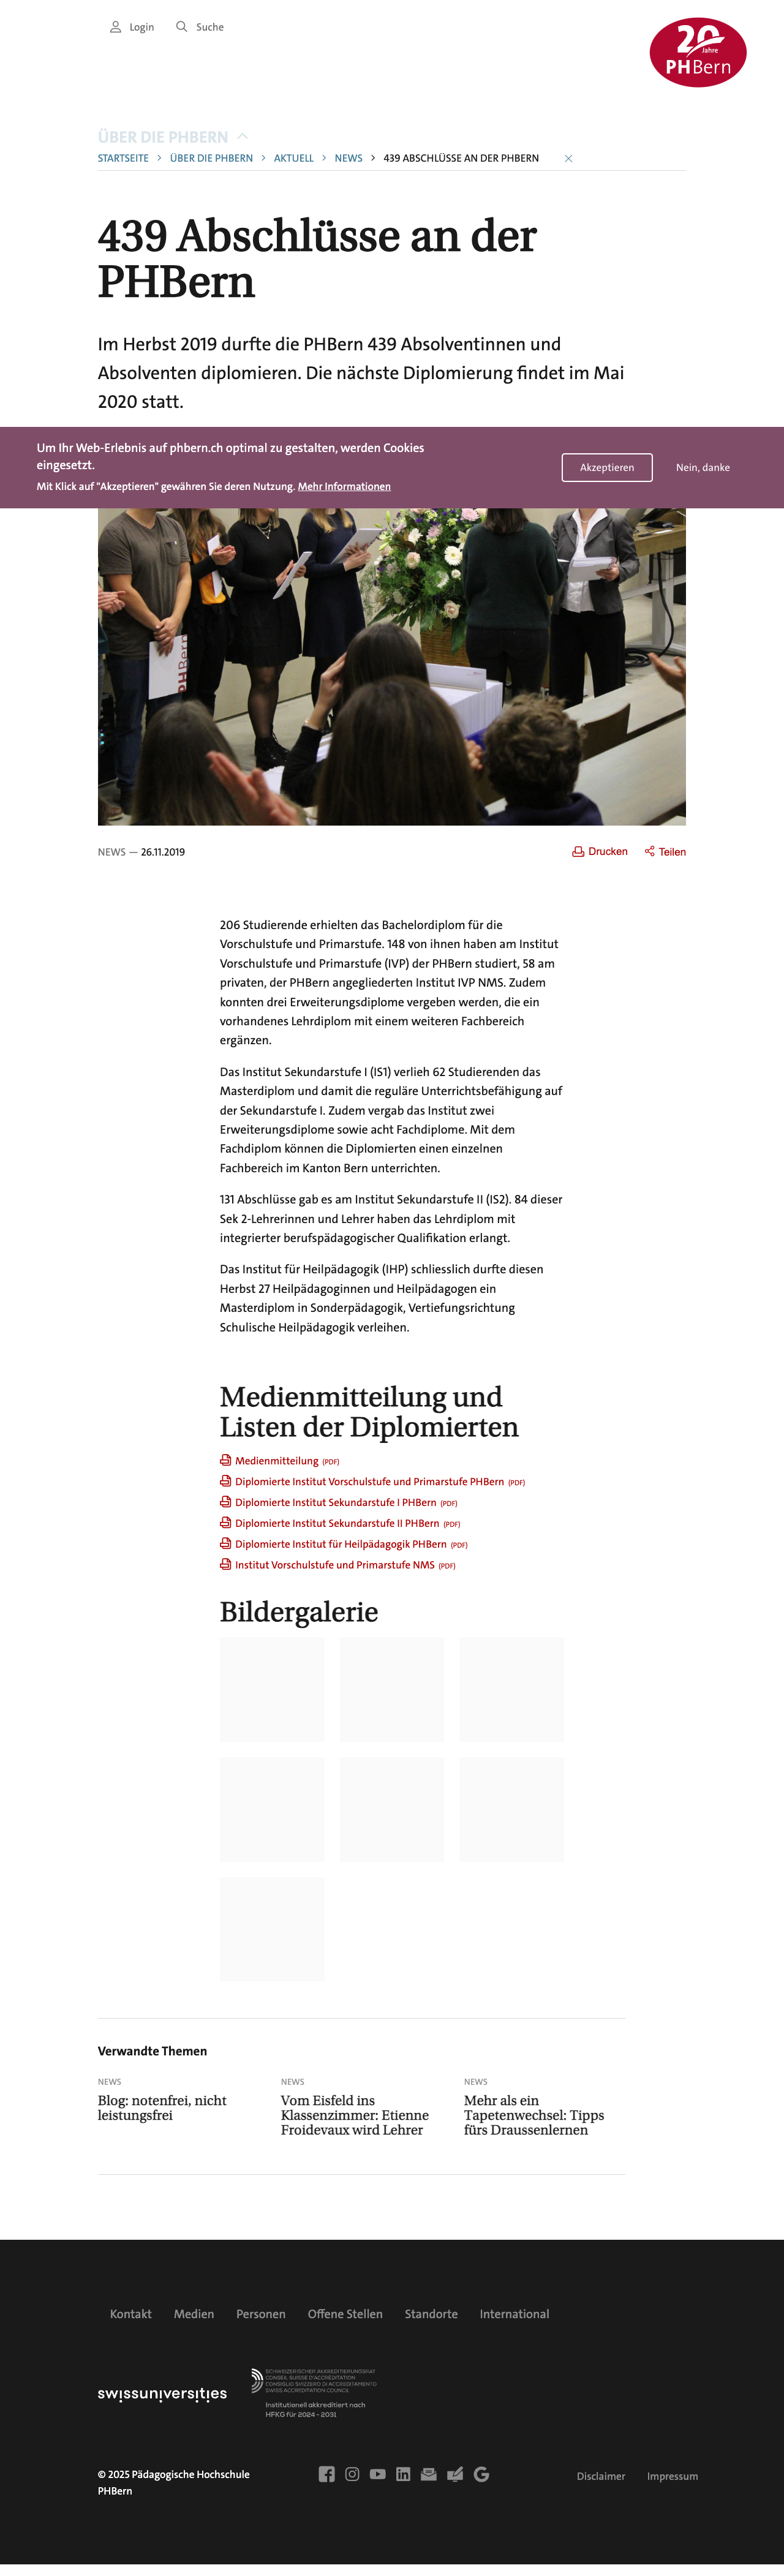 Login
Suche
20
Jahre
PHBern
ÜBER DIE PHBERN
STARTSEITE
ÜBER DIE PHBERN
AKTUELL
NEWS
439 ABSCHLÜSSE AN DER PHBERN
439 Abschlüsse an der
PHBern
Im Herbst 2019 durfte die PHBern 439 Absolventinnen und
Absolventen diplomieren. Die nächste Diplomierung findet im Mai
2020 statt.
Um Ihr Web-Erlebnis auf phbern.ch optimal zu gestalten, werden Cookies
eingesetzt.
Mit Klick auf "Akzeptieren" gewähren Sie deren Nutzung. Mehr Informationen
Akzeptieren
Nein, danke
PHBern
NEWS — 26.11.2019
Drucken
Teilen
206 Studierende erhielten das Bachelordiplom für die
Vorschulstufe und Primarstufe. 148 von ihnen haben am Institut
Vorschulstufe und Primarstufe (IVP) der PHBern studiert, 58 am
privaten, der PHBern angegliederten Institut IVP NMS. Zudem
konnten drei Erweiterungsdiplome vergeben werden, die ein
vorhandenes Lehrdiplom mit einem weiteren Fachbereich
ergänzen.
Das Institut Sekundarstufe I (IS1) verlieh 62 Studierenden das
Masterdiplom und damit die reguläre Unterrichtsbefähigung auf
der Sekundarstufe I. Zudem vergab das Institut zwei
Erweiterungsdiplome sowie acht Fachdiplome. Mit dem
Fachdiplom können die Diplomierten einen einzelnen
Fachbereich im Kanton Bern unterrichten.
131 Abschlüsse gab es am Institut Sekundarstufe II (IS2). 84 dieser
Sek 2-Lehrerinnen und Lehrer haben das Lehrdiplom mit
integrierter berufspädagogischer Qualifikation erlangt.
Das Institut für Heilpädagogik (IHP) schliesslich durfte diesen
Herbst 27 Heilpädagoginnen und Heilpädagogen ein
Masterdiplom in Sonderpädagogik, Vertiefungsrichtung
Schulische Heilpädagogik verleihen.
Medienmitteilung und
Listen der Diplomierten
Medienmitteilung (PDF)
Diplomierte Institut Vorschulstufe und Primarstufe PHBern (PDF)
Diplomierte Institut Sekundarstufe I PHBern (PDF)
Diplomierte Institut Sekundarstufe II PHBern (PDF)
Diplomierte Institut für Heilpädagogik PHBern (PDF)
Institut Vorschulstufe und Primarstufe NMS (PDF)
Bildergalerie
Verwandte Themen
NEWS
Blog: notenfrei, nicht
leistungsfrei
NEWS
Vom Eisfeld ins
Klassenzimmer: Etienne
Froidevaux wird Lehrer
NEWS
Mehr als ein
Tapetenwechsel: Tipps
fürs Draussenlernen
Kontakt
Medien
Personen
Offene Stellen
Standorte
International
swissuniversities
SCHWEIZERISCHER AKKREDITIERUNGSRAT
CONSEIL SUISSE D'ACCRÉDITATION
CONSIGLIO SVIZZERO DI ACCREDITAMENTO
SWISS ACCREDITATION COUNCIL
Institutionell akkreditiert nach
HFKG für 2024 - 2031
© 2025 Pädagogische Hochschule
PHBern
Disclaimer
Impressum